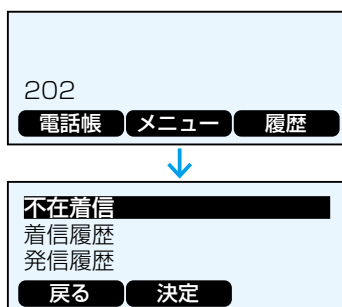 202
電話帳 メニュー 履歴
不在着信
着信履歴
発信履歴
戻る 決定